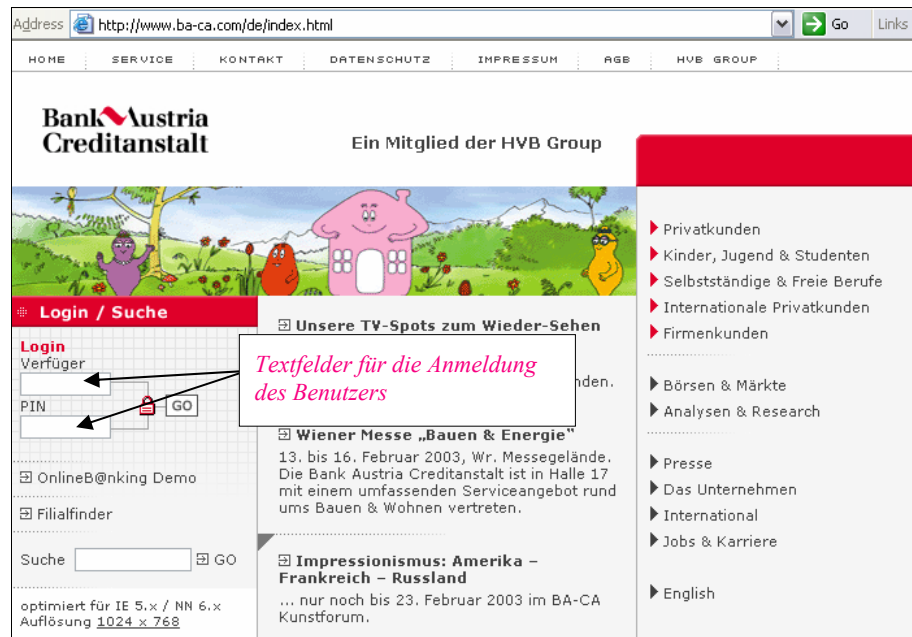 Address http://www.ba-ca.com/de/index.html Go Links
HOME SERVICE KONTAKT DATENSCHUTZ IMPRESSUM AGB HVB GROUP
Bank Austria
Creditanstalt
Ein Mitglied der HVB Group
Login / Suche
Login
Verfüger
PIN
GO
OnlineB@nking Demo
Filialfinder
Suche GO
optimiert für IE 5.x / NN 6.x
Auflösung 1024 x 768
Unsere TV-Spots zum Wieder-Sehen
Textfelder für die Anmeldung
des Benutzers
nden.
Wiener Messe „Bauen & Energie"
13. bis 16. Februar 2003, Wr. Messegelände.
Die Bank Austria Creditanstalt ist in Halle 17
mit einem umfassenden Serviceangebot rund
ums Bauen & Wohnen vertreten.
Impressionismus: Amerika –
Frankreich – Russland
... nur noch bis 23. Februar 2003 im BA-CA
Kunstforum.
Privatkunden
Kinder, Jugend & Studenten
Selbstständige & Freie Berufe
Internationale Privatkunden
Firmenkunden
Börsen & Märkte
Analysen & Research
Presse
Das Unternehmen
International
Jobs & Karriere
English